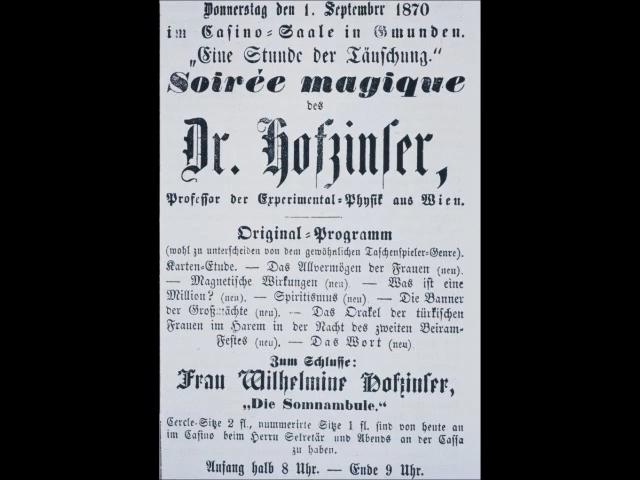 Donnerstag den 1. September 1870
im Casino-Saale in Gmunden.
„Eine Stunde der Täuschung.“
Soirée magique
des
Dr. Hofzinser,
Professor der Experimental-Physik aus Wien.
Original-Programm
(wohl zu unterscheiden von dem gewöhnlichen Taschenspieler-Genre).
Karten-Etude. — Das Allvermögen der Frauen (neu).
— Magnetische Wirkungen (neu). — Was ist eine
Million? (neu). — Spiritismus (neu). — Die Banner
der Großmächte (neu). — Das Orakel der türkischen
Frauen im Harem in der Nacht des zweiten Beiram-
Festes (neu). — Das Wort (neu).
Zum Schlusse:
Frau Wilhelmine Hofzinser,
„Die Somnambule.“
Cercle-Sitze 2 fl., nummerirte Sitze 1 fl. sind von heute an
im Casino beim Herrn Sekretär und Abends an der Cassa
zu haben.
Anfang halb 8 Uhr. — Ende 9 Uhr.